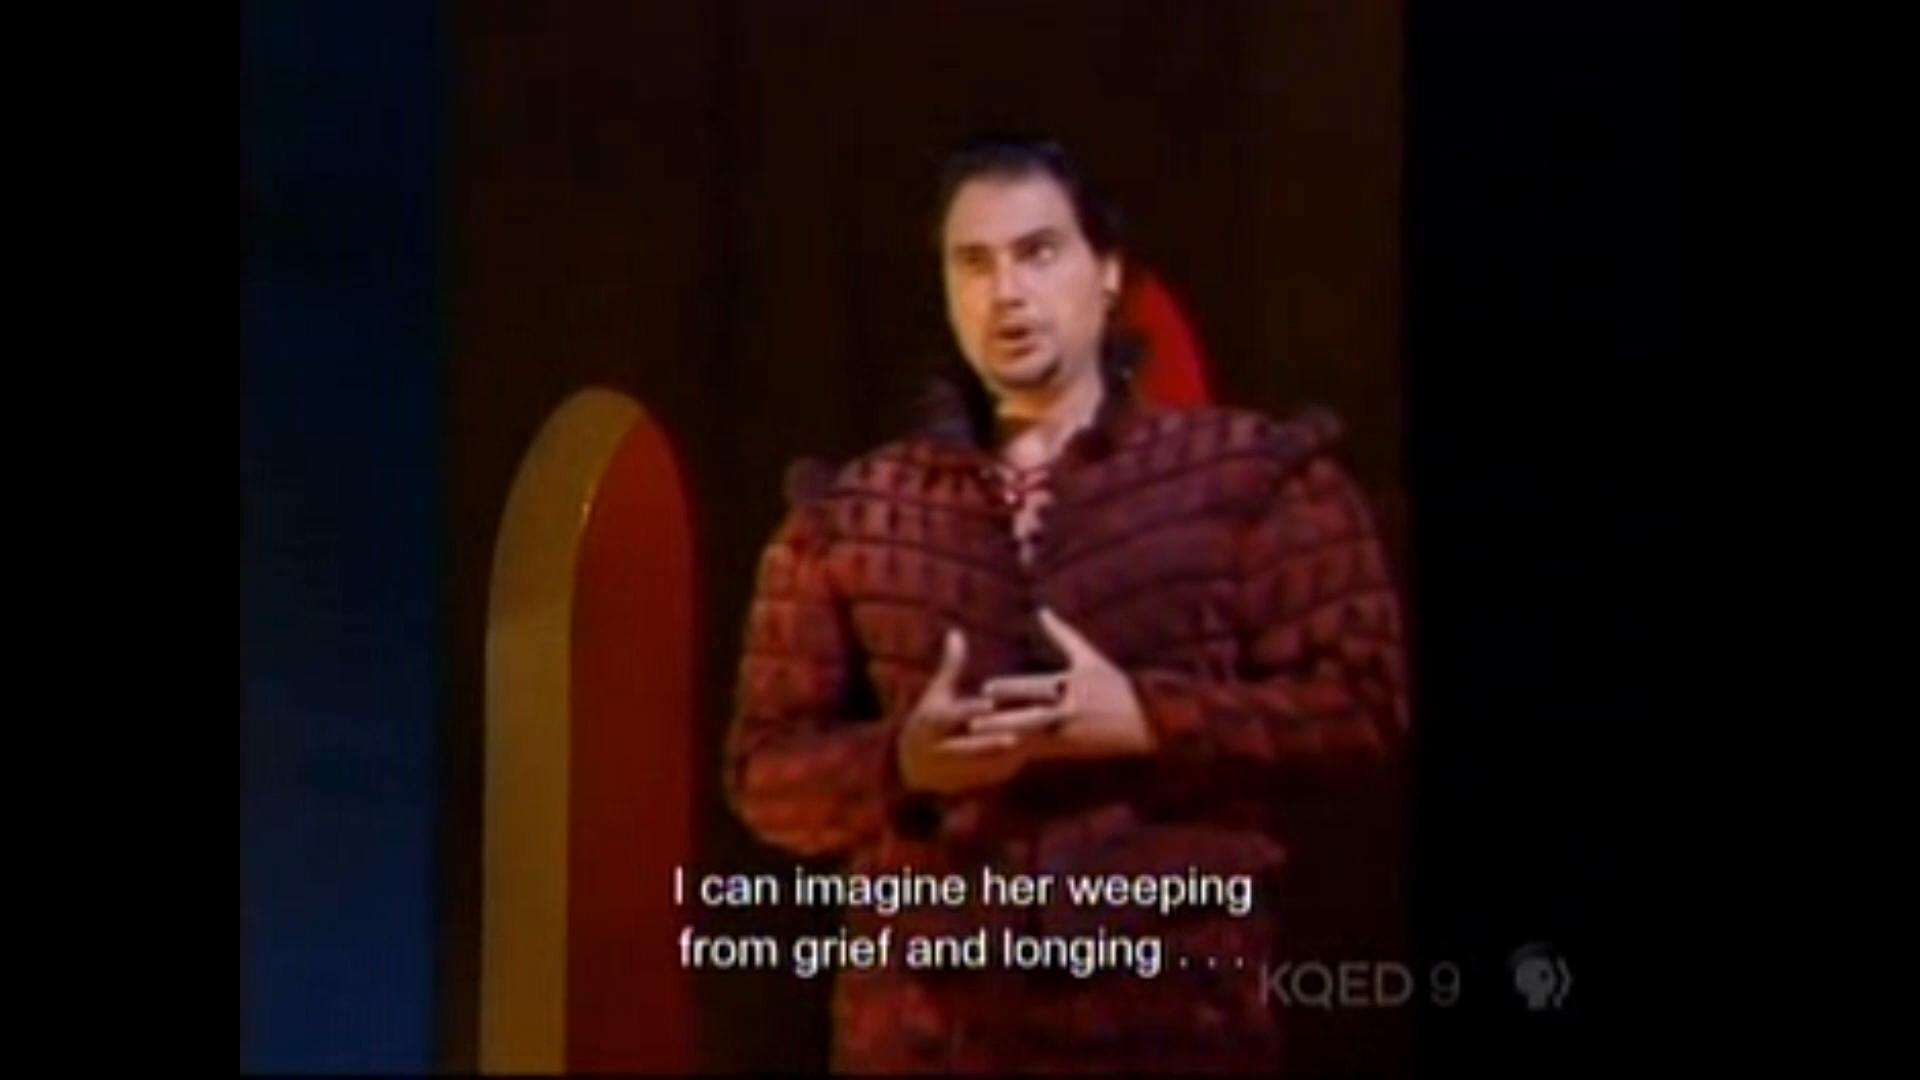 I can imagine her weeping
from grief and longing . . .
KQED 9